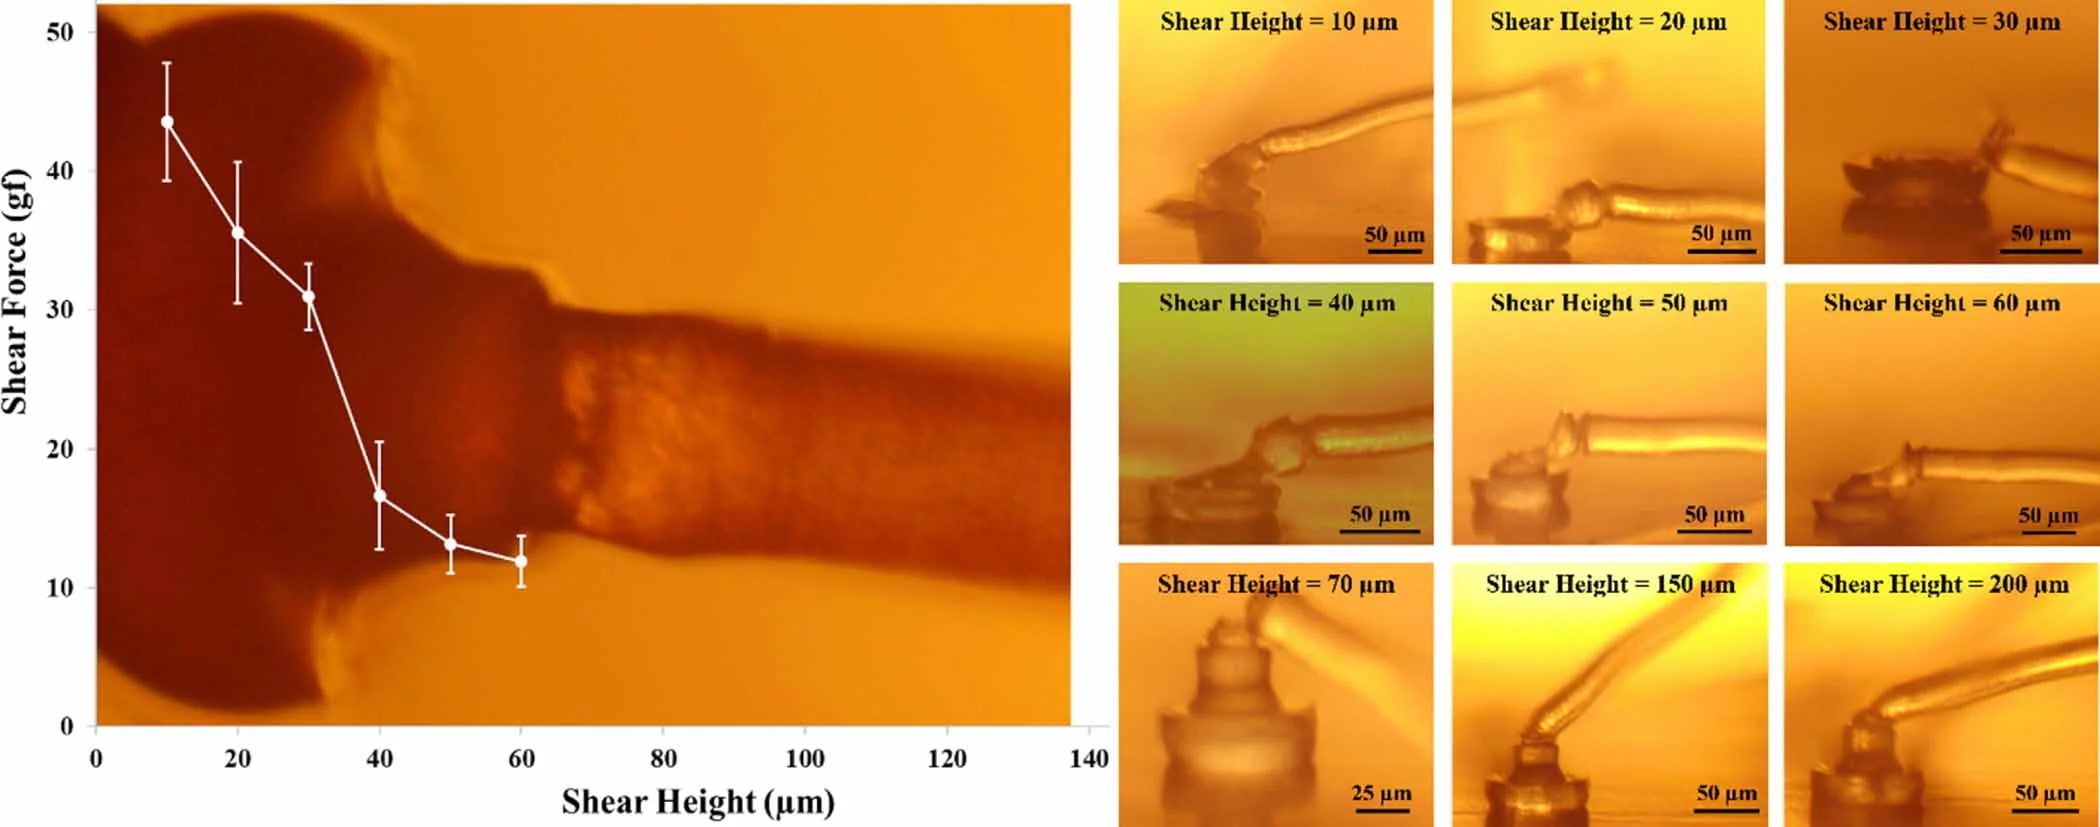 50
40
30
20
10
0
Shear Force (gf)
0 20 40 60 80 100 120 140
Shear Height (µm)
Shear Height = 10 µm
50 µm
Shear Height = 20 µm
50 µm
Shear Height = 30 µm
50 µm
Shear Height = 40 µm
50 µm
Shear Height = 50 µm
50 µm
Shear Height = 60 µm
50 µm
Shear Height = 70 µm
25 µm
Shear Height = 150 µm
50 µm
Shear Height = 200 µm
50 µm